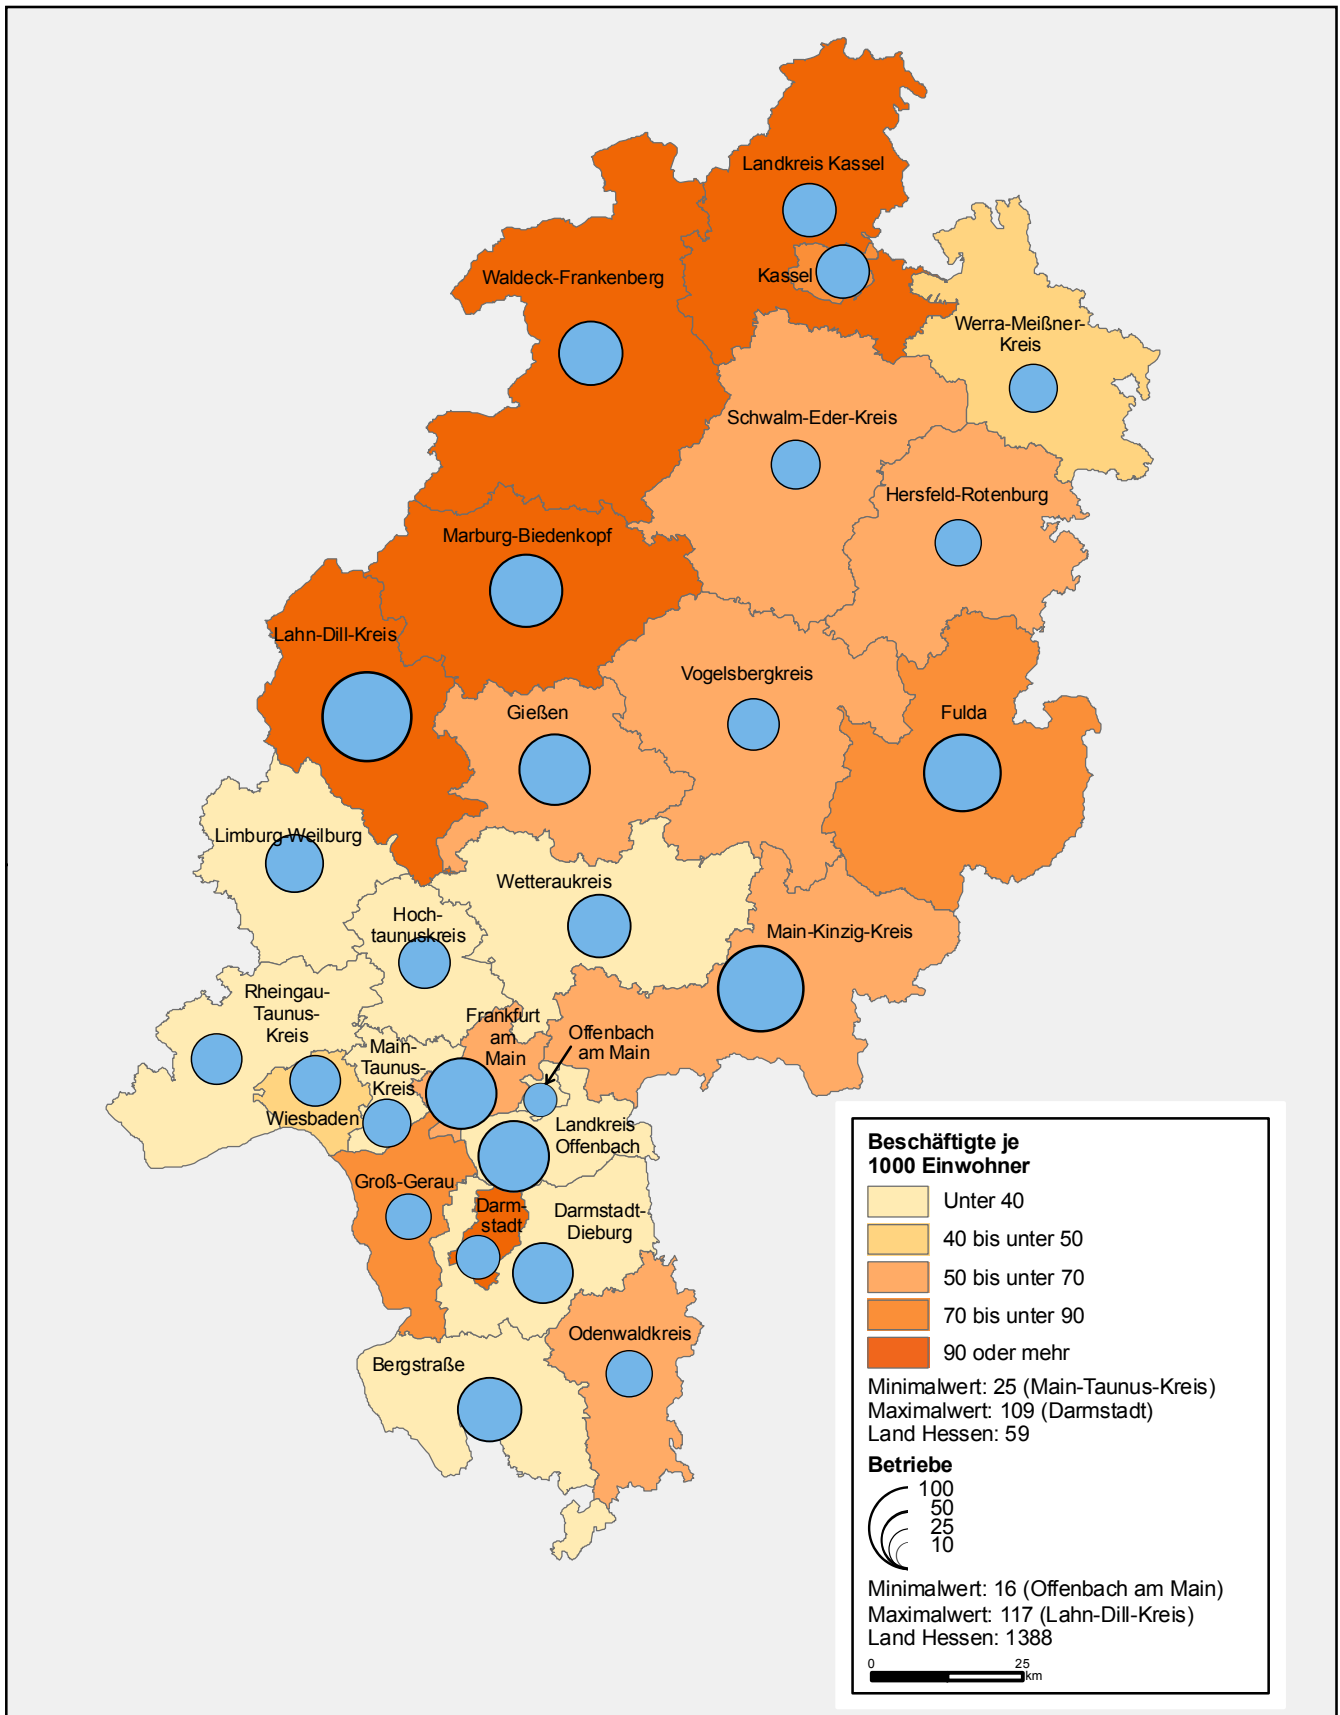 Landkreis Kassel
Kassel
Waldeck-Frankenberg
Werra-Meißner-
Kreis
Schwalm-Eder-Kreis
Hersfeld-Rotenburg
Marburg-Biedenkopf
Lahn-Dill-Kreis
Vogelsbergkreis
Gießen
Fulda
Limburg-Weilburg
Wetteraukreis
Hoch-
taunuskreis
Main-Kinzig-Kreis
Rheingau-
Taunus-
Kreis
Frankfurt
am
Main
Offenbach
am Main
Main-
Taunus-
Kreis
Wiesbaden
Landkreis
Offenbach
Groß-Gerau
Darm-
stadt
Darmstadt-
Dieburg
Odenwaldkreis
Bergstraße
Beschäftigte je
1000 Einwohner
Unter 40
40 bis unter 50
50 bis unter 70
70 bis unter 90
90 oder mehr
Minimalwert: 25 (Main-Taunus-Kreis)
Maximalwert: 109 (Darmstadt)
Land Hessen: 59
Betriebe
100
50
25
10
Minimalwert: 16 (Offenbach am Main)
Maximalwert: 117 (Lahn-Dill-Kreis)
Land Hessen: 1388
0 25
km